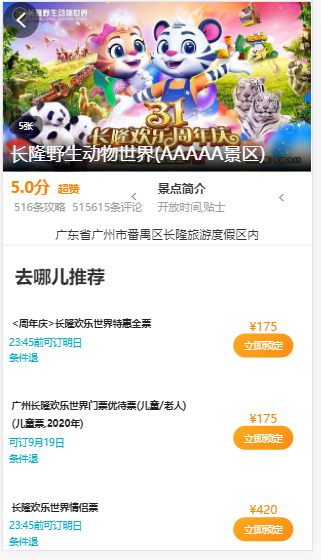 长隆野生动物世界
31
长隆欢乐周年庆
5张
长隆野生动物世界(AAAAA景区)
5.0分 超赞
景点简介
516条攻略 515615条评论
开放时间,贴士
广东省广州市番禺区长隆旅游度假区内
去哪儿推荐
<周年庆>长隆欢乐世界特惠全票
¥175
23:45前可订明日
立即预定
条件退
广州长隆欢乐世界门票优待票(儿童/老人)
(儿童票,2020年)
¥175
可订9月19日
立即预定
条件退
长隆欢乐世界情侣票
¥420
23:45前可订明日
立即预定
条件退